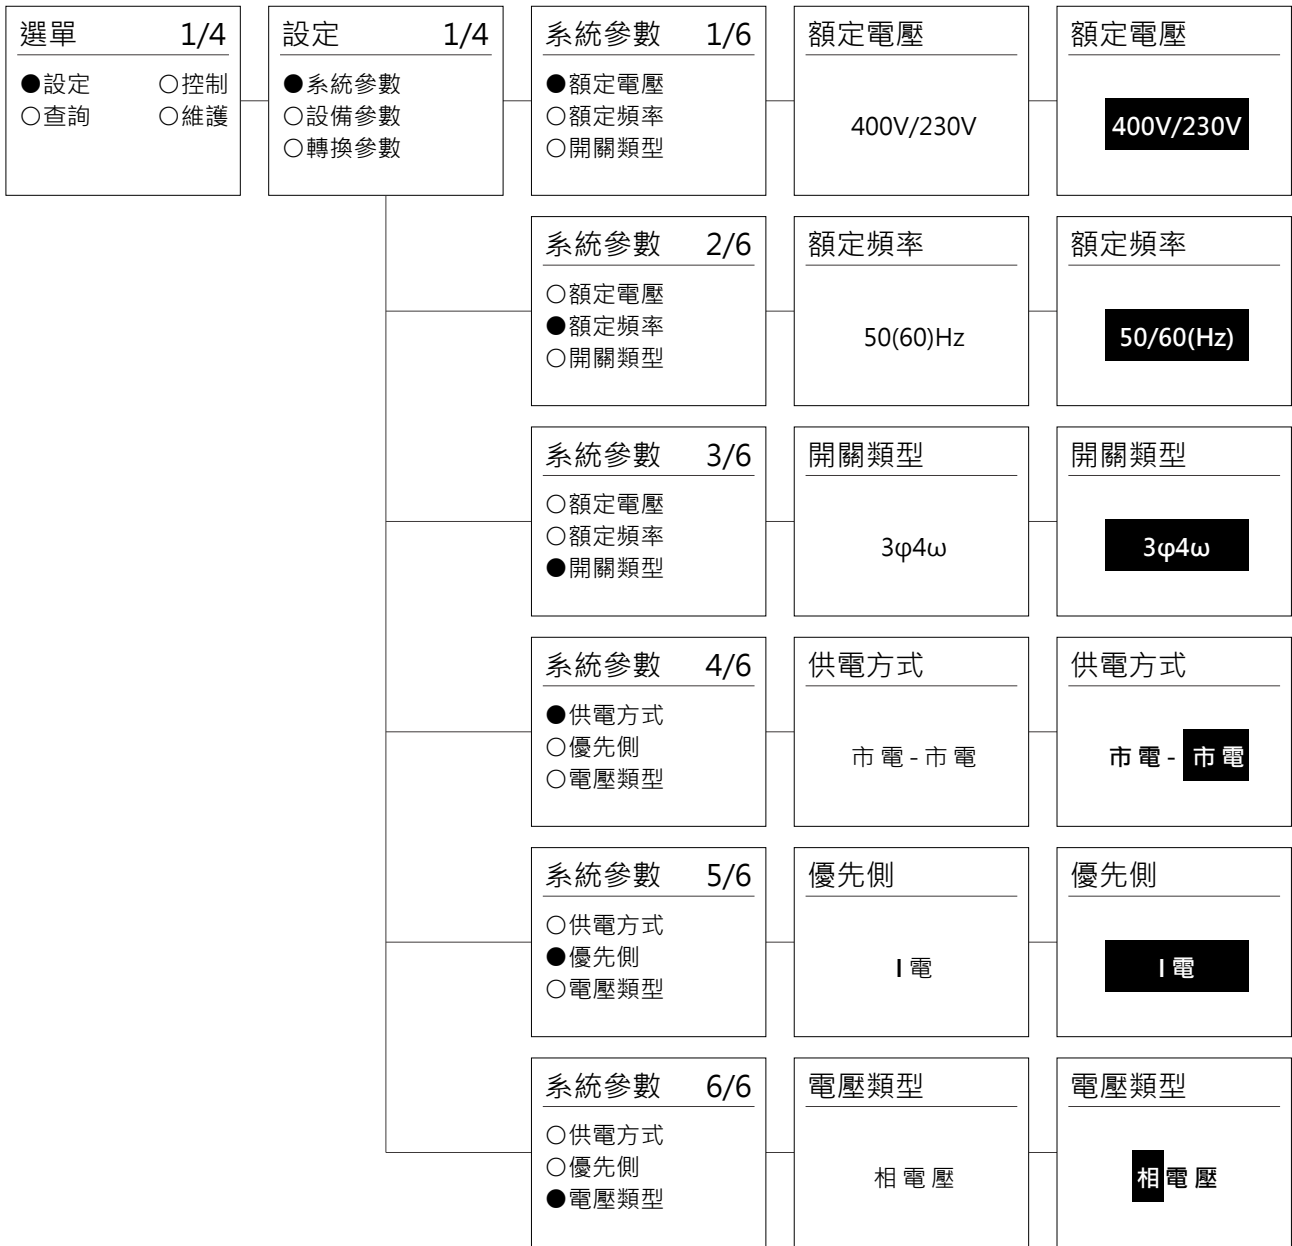 選單 1/4
●設定 ○控制
○查詢 ○維護
設定 1/4
●系統參數
○設備參數
○轉換參數
系統參數 1/6
●額定電壓
○額定頻率
○開關類型
額定電壓
400V/230V
額定電壓
400V/230V
系統參數 2/6
○額定電壓
●額定頻率
○開關類型
額定頻率
50(60)Hz
額定頻率
50/60(Hz)
系統參數 3/6
○額定電壓
○額定頻率
●開關類型
開關類型
3φ4ω
開關類型
3φ4ω
系統參數 4/6
●供電方式
○優先側
○電壓類型
供電方式
市電-市電
供電方式
市電- 市電
系統參數 5/6
○供電方式
●優先側
○電壓類型
優先側
I 電
優先側
I 電
系統參數 6/6
○供電方式
○優先側
●電壓類型
電壓類型
相電壓
電壓類型
相電壓